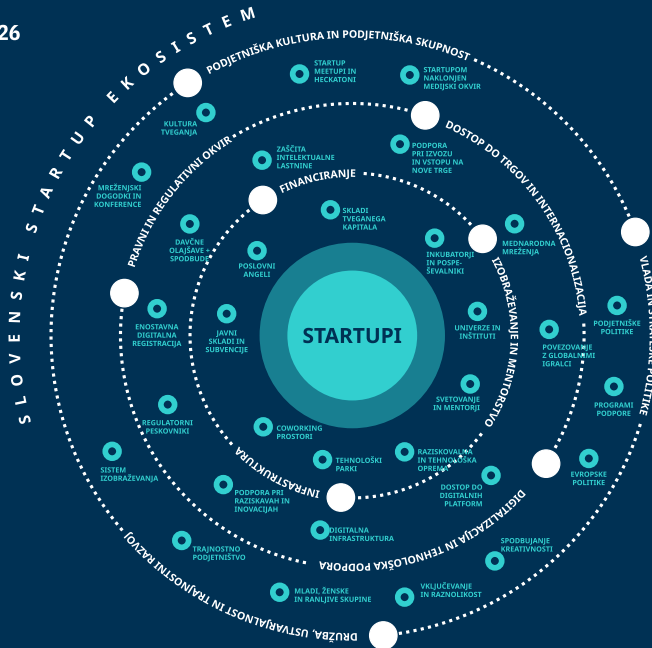 26
SLOVENSKI STARTUP EKOSISTEM
PODJETNIŠKA KULTURA IN PODJETNIŠKA SKUPNOST
STARTUP
MEETUPI IN
HECKATONI
STARTUPOM
NAKLONJEN
MEDIJSKI OKVIR
KULTURA
TVEGANJA
MREŽENJSKI
DOGODKI IN
KONFERENCE
PRAVNI IN REGULATIVNI OKVIR
ZAŠČITA
INTELEKTUALNE
LASTNINE
PODPORA
PRI IZVOZU
IN VSTOPU NA
NOVE TRGE
DOSTOP DO TRGOV IN INTERNACIONALIZACIJA
DAVČNE
OLAJŠAVE +
SPODBUDE
FINANCIRANJE
SKLADI
TVEGANEGA
KAPITALA
POSLOVNI
ANGELI
INKUBATORJI
IN POSPE-
ŠEVALNIKI
MEDNARODNA
MREŽENJA
IZOBRAŽEVANJE IN MENTORSTVO
ENOSTAVNA
DIGITALNA
REGISTRACIJA
JAVNI
SKLADI IN
SUBVENCIJE
STARTUPI
UNIVERZE IN
INŠTITUTI
POVEZOVANJE
Z GLOBALNIMI
IGRALCI
PODJETNIŠKE
POLITIKE
VLADA IN
POLITIKE
PROGRAMI
PODPORE
SVETOVANJE
IN MENTORJI
REGULATORNI
PESKOVNIKI
COWORKING
PROSTORI
TEHNOLOŠKI
PARKI
RAZISKOVALNA
IN TEHNOLOŠKA
OPREMA
INFRASTRUKTURA
SISTEM
IZOBRAŽEVANJA
PODPORA PRI
RAZISKAVAH IN
INOVACIJAH
DOSTOP DO
DIGITALNIH
PLATFORM
EVROPSKE
POLITIKE
DIGITALNA
INFRASTRUKTURA
DIGITALIZACIJA IN TEHNOLOŠKA PODPORA
TRAJNOSTNO
PODJETNIŠTVO
SPODBUJANJE
KREATIVNOSTI
MLADI, ŽENSKE
IN RANLJIVE SKUPINE
VKLJUČEVANJE
IN RAZNOLIKOST
DRUŽBA, USTVARJALNOST IN TRAJNOSTNI RAZVOJ